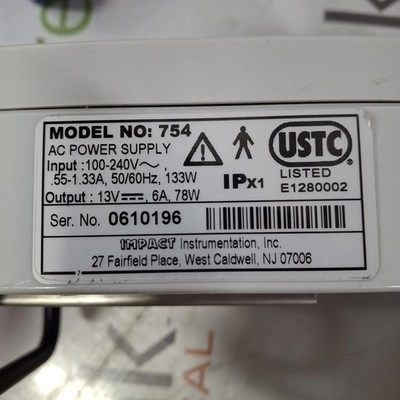 MODEL NO: 754
AC POWER SUPPLY
Input : 100-240V～,
.55-1.33A, 50/60Hz, 133W
Output : 13V⎓, 6A, 78W
IPx1
USTC
LISTED
E1280002
Ser. No. 0610196
IMPACT Instrumentation, Inc.
27 Fairfield Place, West Caldwell, NJ 07006